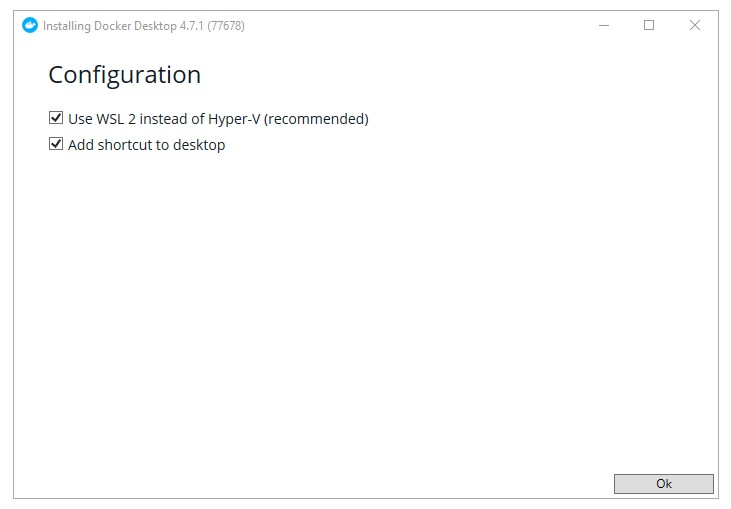 Installing Docker Desktop 4.7.1 (77678)
Configuration
Use WSL 2 instead of Hyper-V (recommended)
Add shortcut to desktop
Ok